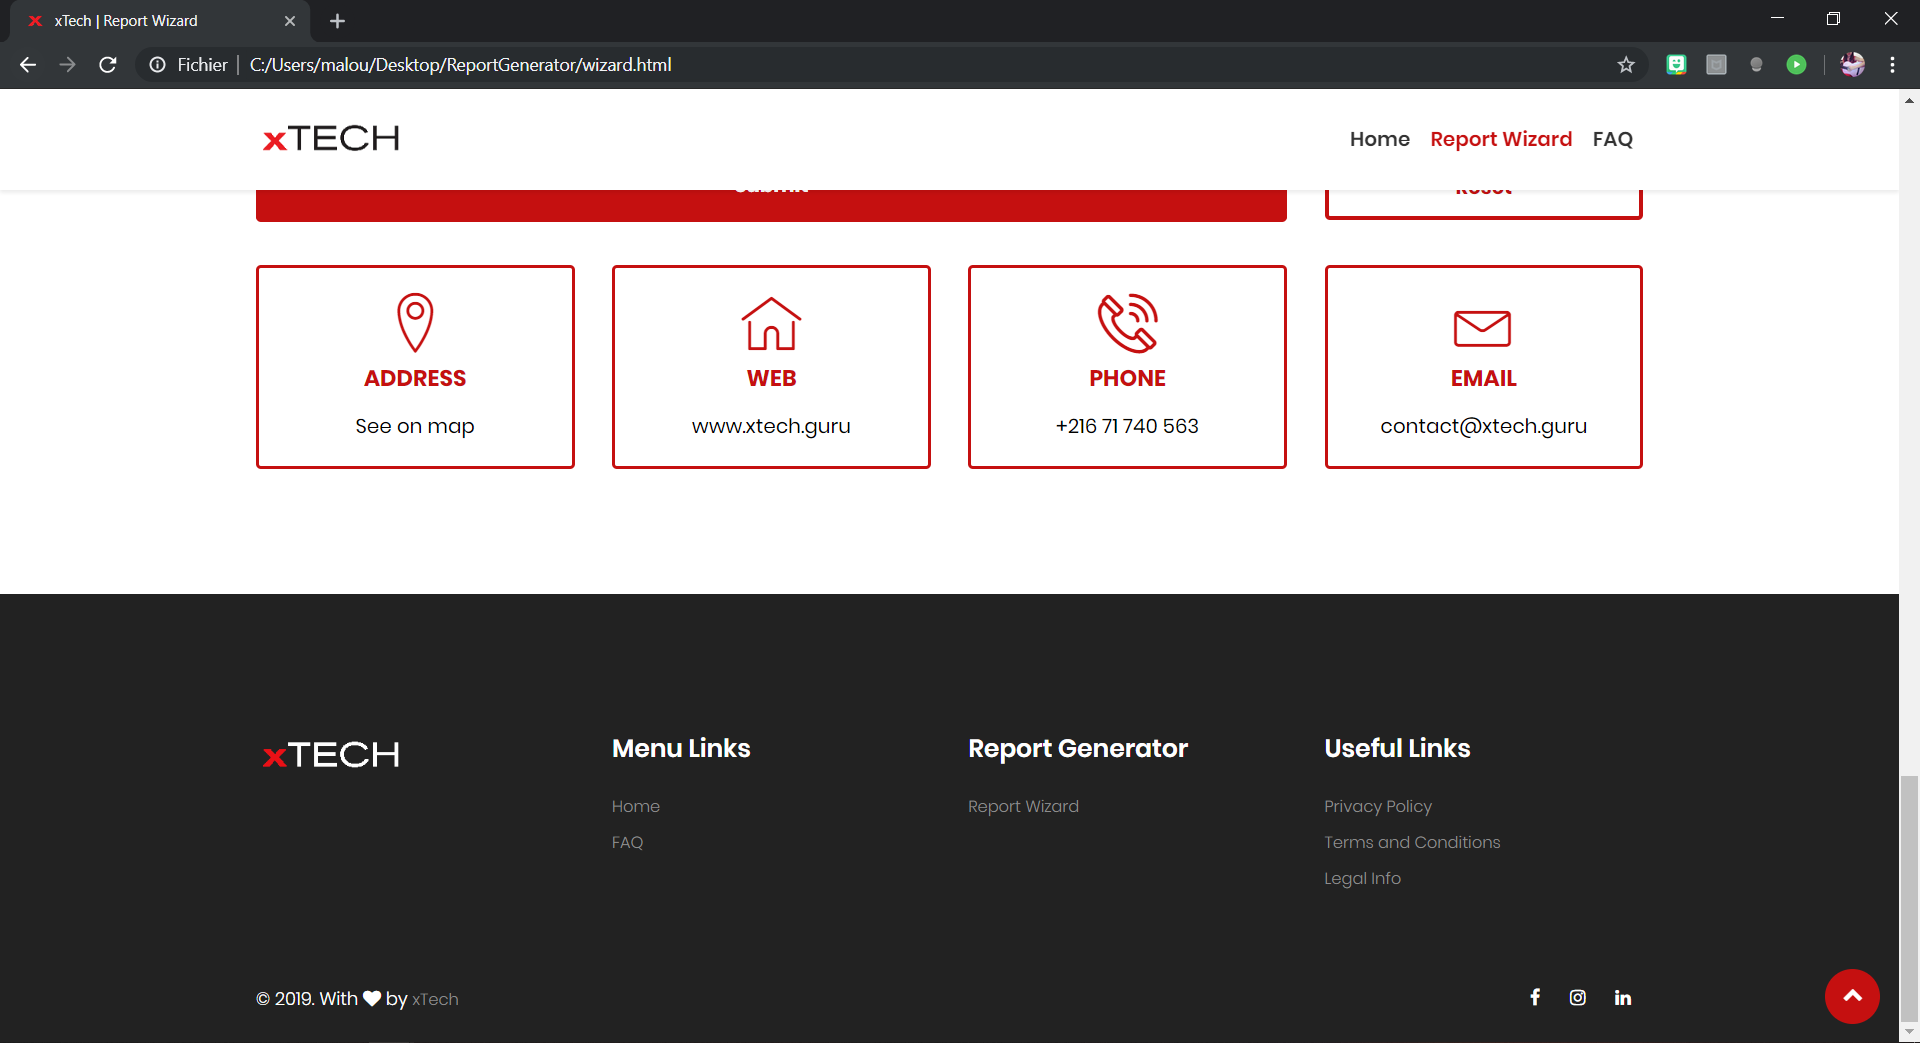 xTech | Report Wizard
Fichier | C:/Users/malou/Desktop/ReportGenerator/wizard.html
xTECH
Home Report Wizard FAQ
Submit Reset
ADDRESS
See on map
WEB
www.xtech.guru
PHONE
+216 71 740 563
EMAIL
contact@xtech.guru
xTECH
Menu Links
Home
FAQ
Report Generator
Report Wizard
Useful Links
Privacy Policy
Terms and Conditions
Legal Info
© 2019. With ♥ by xTech